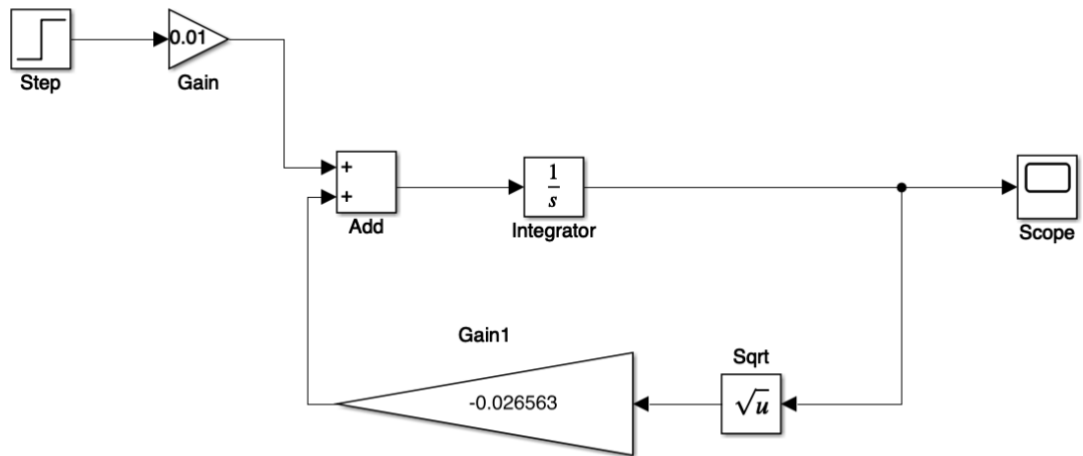 0.01
Step
Gain
+
+
Add
1
s
Integrator
Scope
Gain1
Sqrt
-0.026563
√u